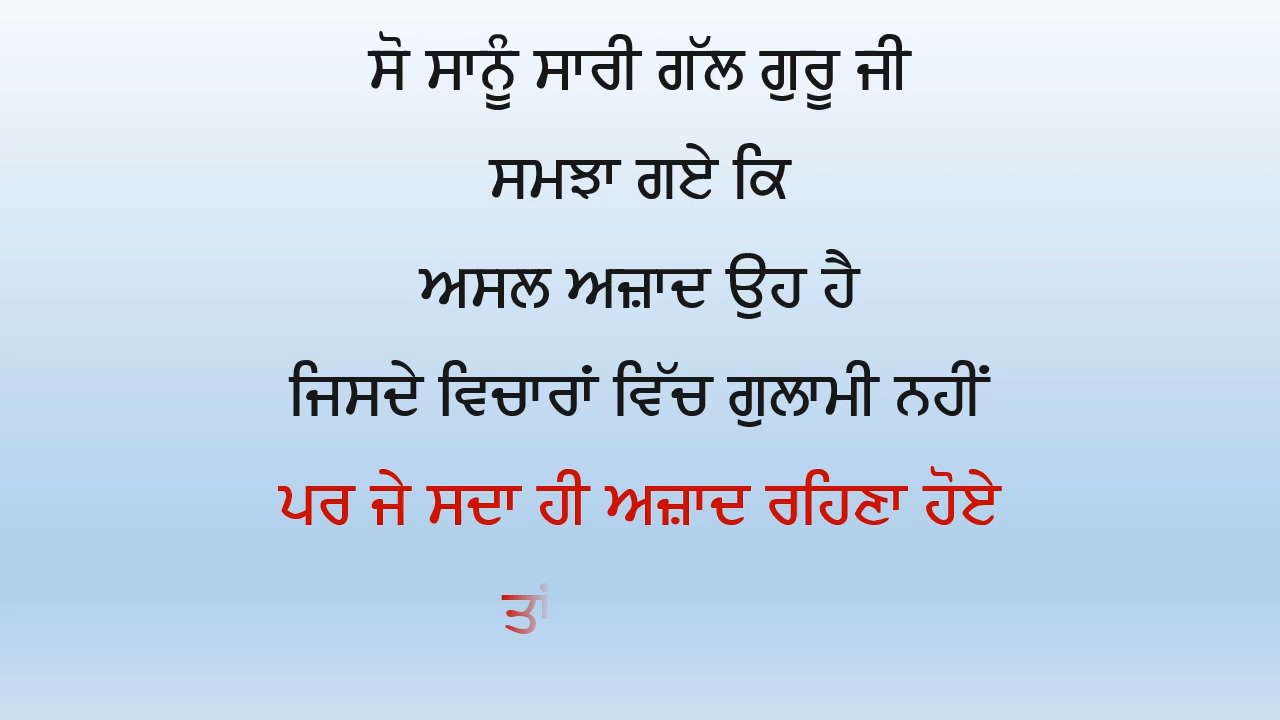 ਸੋ ਸਾਨੂੰ ਸਾਰੀ ਗੱਲ ਗੁਰੂ ਜੀ
ਸਮਝਾ ਗਏ ਕਿ
ਅਸਲ ਅਜ਼ਾਦ ਉਹ ਹੈ
ਜਿਸਦੇ ਵਿਚਾਰਾਂ ਵਿੱਚ ਗੁਲਾਮੀ ਨਹੀਂ
ਪਰ ਜੇ ਸਦਾ ਹੀ ਅਜ਼ਾਦ ਰਹਿਣਾ ਹੋਏ
ਤਾਂ